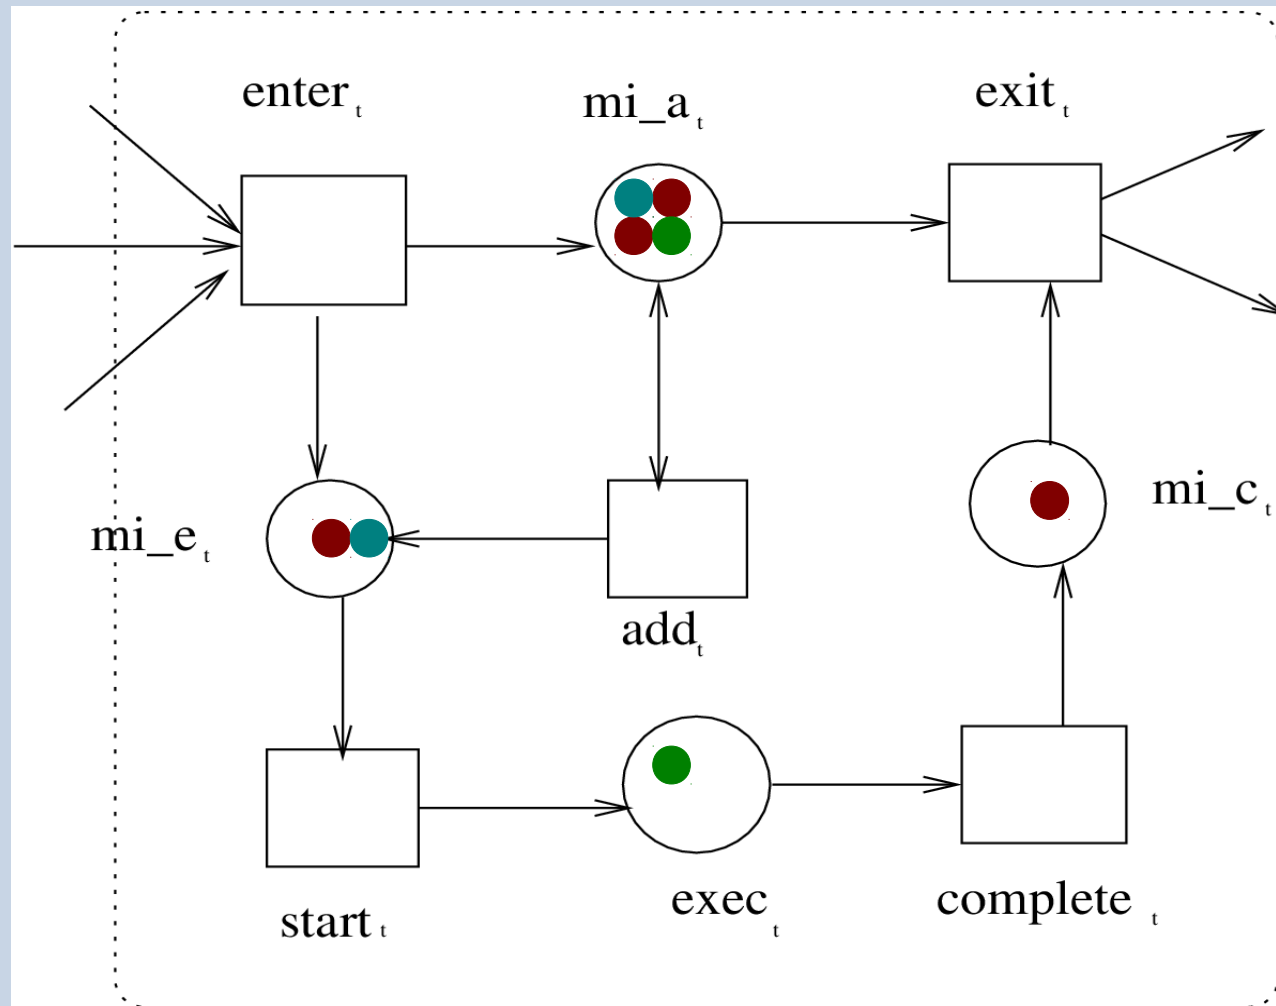 enter t
mi_a t
exit t
mi_e t
mi_c t
add t
start t
exec t
complete t